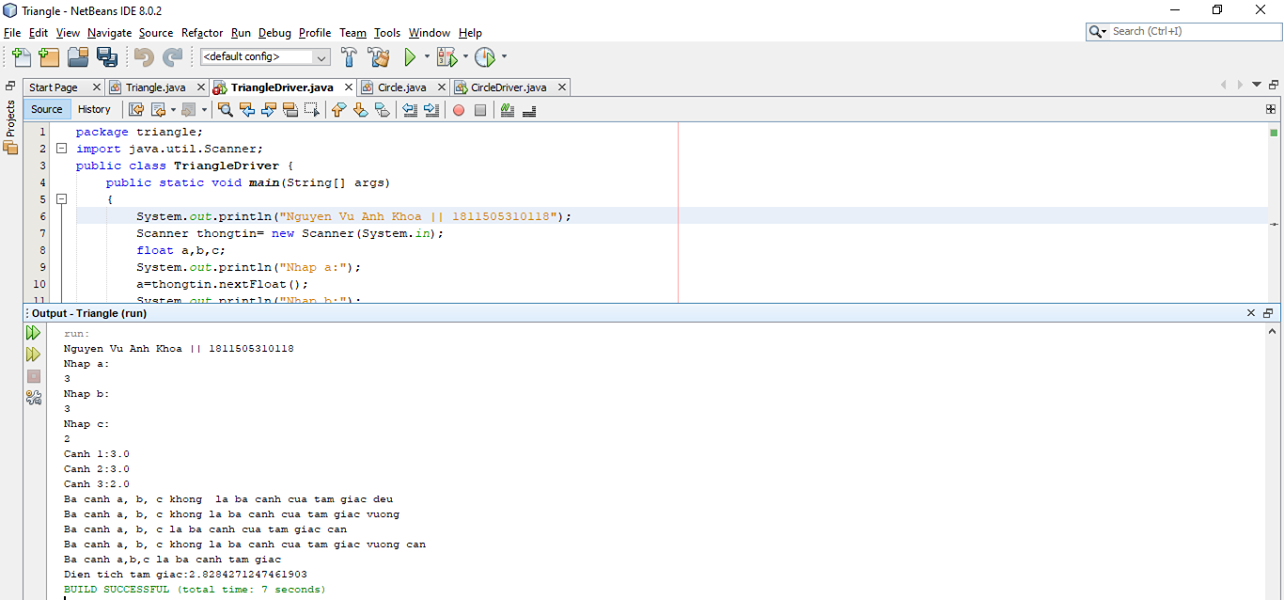 Triangle - NetBeans IDE 8.0.2
File Edit View Navigate Source Refactor Run Debug Profile Team Tools Window Help
Search (Ctrl+I)
<default config>
Start Page Triangle.java TriangleDriver.java Circle.java CircleDriver.java
Projects
Source History
1 package triangle;
2 import java.util.Scanner;
3 public class TriangleDriver {
4 public static void main(String[] args)
5 {
6 System.out.println("Nguyen Vu Anh Khoa || 1811505310118");
7 Scanner thongtin= new Scanner(System.in);
8 float a,b,c;
9 System.out.println("Nhap a:");
10 a=thongtin.nextFloat();
11 System.out.println("Nhap b:");
Output - Triangle (run)
run:
Nguyen Vu Anh Khoa || 1811505310118
Nhap a:
3
Nhap b:
3
Nhap c:
2
Canh 1:3.0
Canh 2:3.0
Canh 3:2.0
Ba canh a, b, c khong  la ba canh cua tam giac deu
Ba canh a, b, c khong la ba canh cua tam giac vuong
Ba canh a, b, c la ba canh cua tam giac can
Ba canh a, b, c khong la ba canh cua tam giac vuong can
Ba canh a,b,c la ba canh tam giac
Dien tich tam giac:2.8284271247461903
BUILD SUCCESSFUL (total time: 7 seconds)